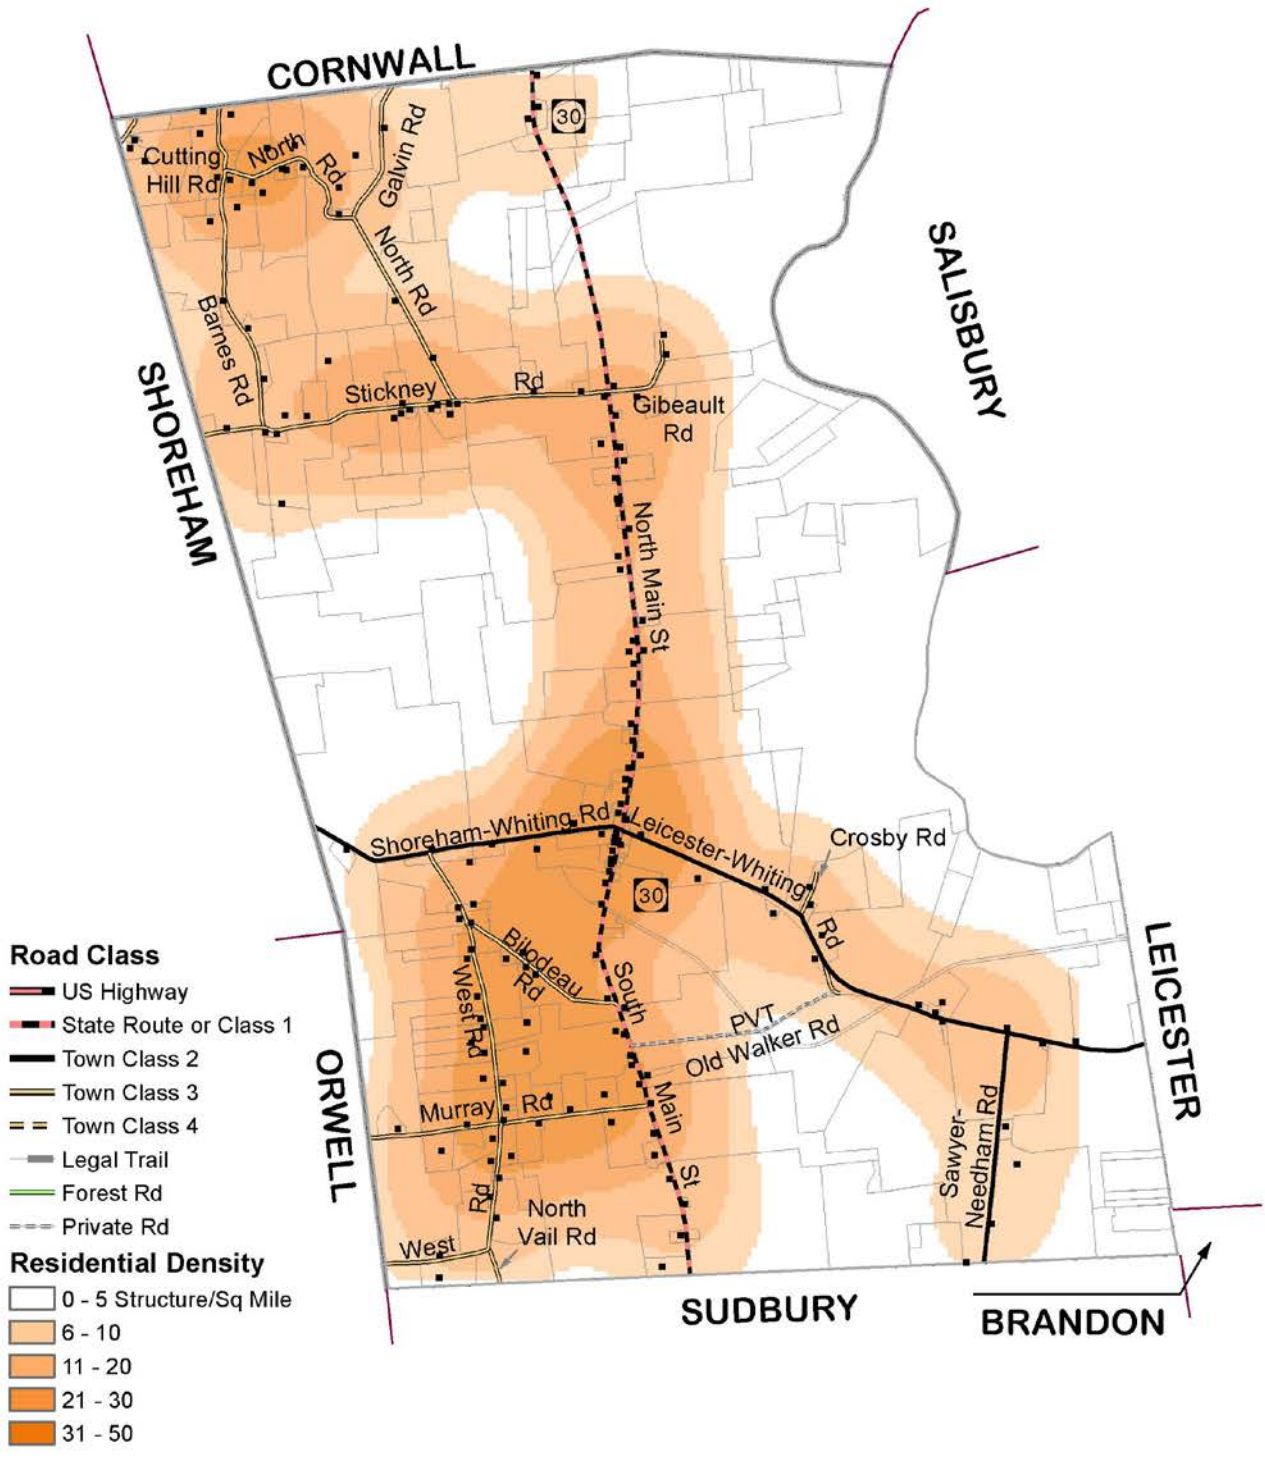 CORNWALL
30
Cutting
Hill Rd
North
Rd
Galvin Rd
North Rd
SALISBURY
Barnes Rd
SHOREHAM
Stickney
Rd
Gibeault
Rd
North Main St
Shoreham-Whiting Rd
Leicester-Whiting
Rd
Crosby Rd
30
Bilodeau
Rd
West Rd
South
Main
St
PVT
Old Walker Rd
LEICESTER
ORWELL
Murray
Rd
Sawyer-
Needham Rd
Rd
North
Vail Rd
West
SUDBURY
BRANDON
Road Class
US Highway
State Route or Class 1
Town Class 2
Town Class 3
Town Class 4
Legal Trail
Forest Rd
Private Rd
Residential Density
0 - 5 Structure/Sq Mile
6 - 10
11 - 20
21 - 30
31 - 50